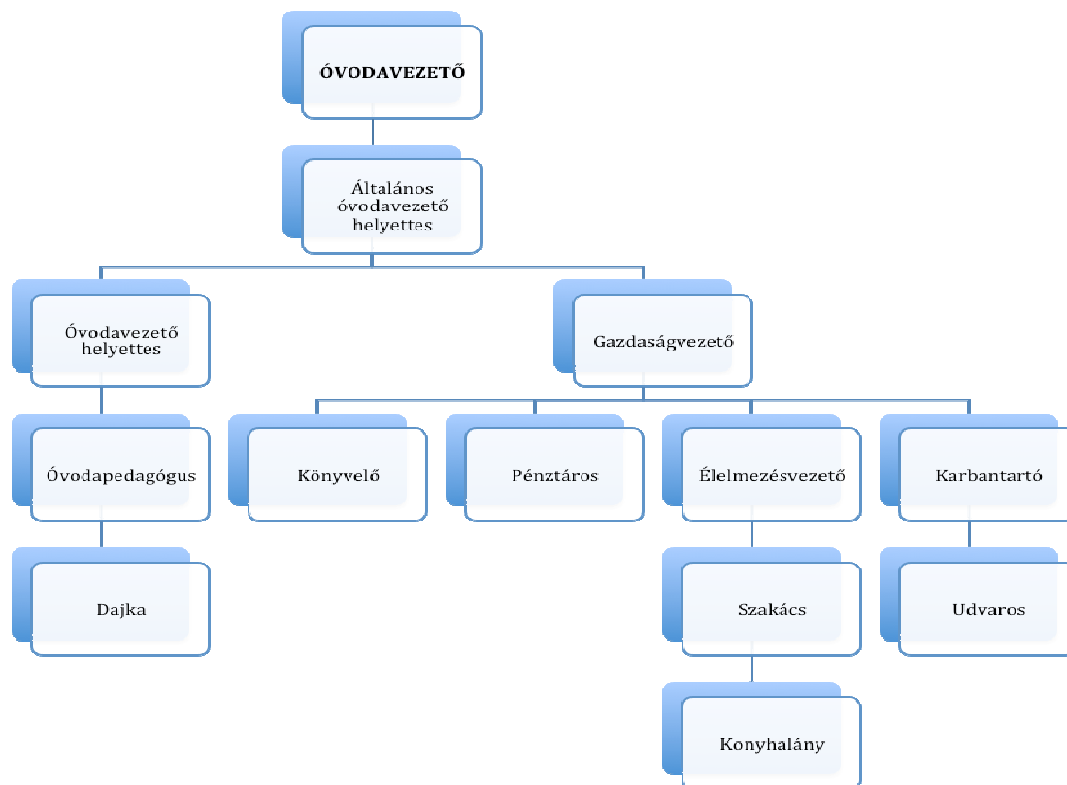 ÓVODAVEZETŐ
Általános
óvodavezető
helyettes
Óvodavezető
helyettes
Gazdaságvezető
Óvodapedagógus
Könyvelő
Pénztáros
Élelmezésvezető
Karbantartó
Dajka
Szakács
Udvaros
Konyhalány